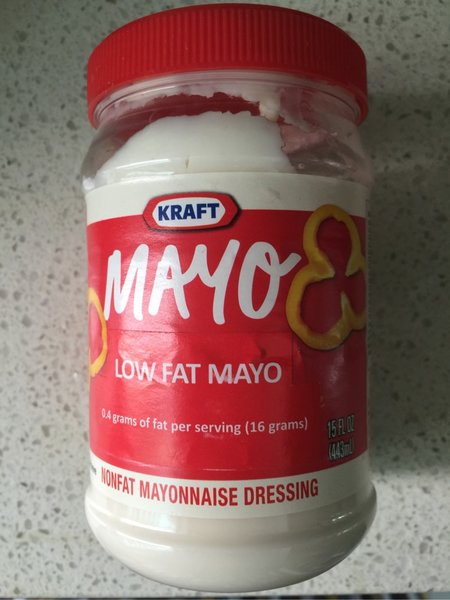 KRAFT
MAYO
LOW FAT MAYO
0.4 grams of fat per serving (16 grams)
15 FL OZ
(443mL)
NONFAT MAYONNAISE DRESSING